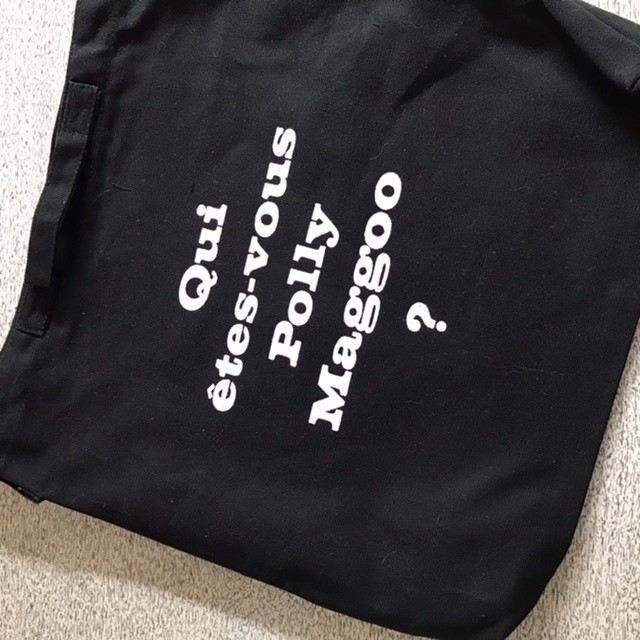 Qui
êtes-vous
Polly
Maggoo
?